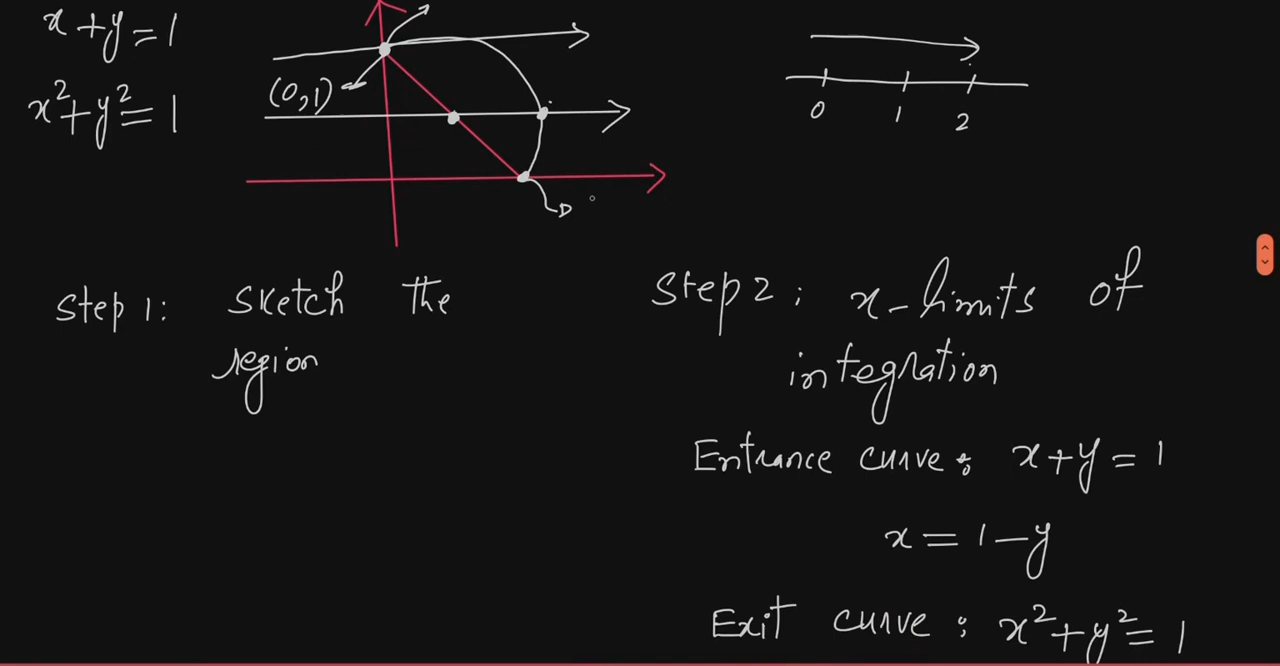 x + y = 1
x² + y² = 1
(0,1)
0 1 2
Step 1: Sketch the
region
Step 2: x-limits of
integration
Entrance curve: x + y = 1
x = 1 - y
Exit curve: x² + y² = 1